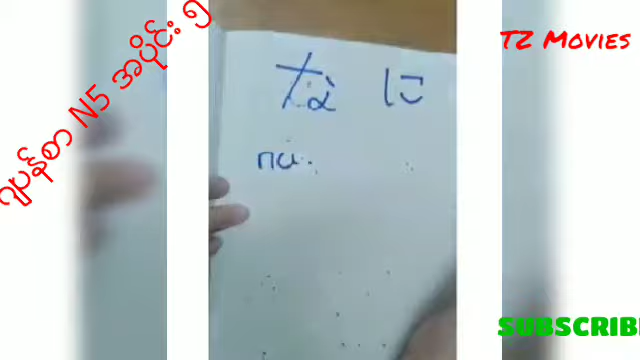 ဂျပန်စာ N5 အပိုင်း ၅
TZ Movies
な に
na.
SUBSCRIBE